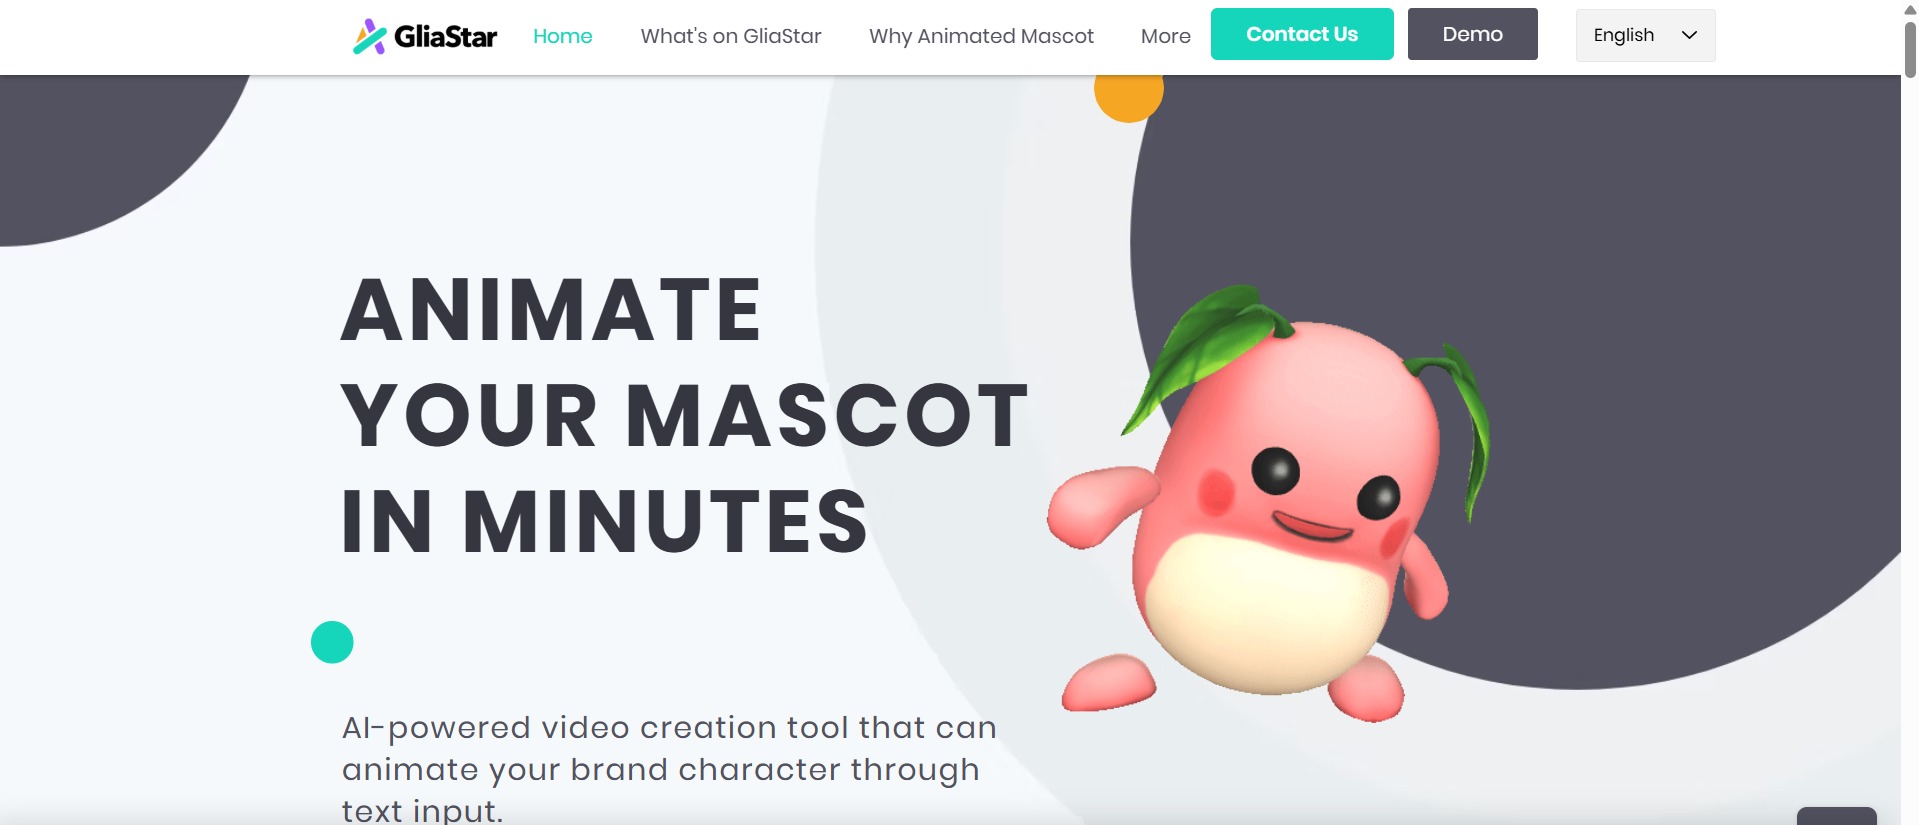 GliaStar
Home
What's on GliaStar
Why Animated Mascot
More
Contact Us
Demo
English
ANIMATE
YOUR MASCOT
IN MINUTES
AI-powered video creation tool that can
animate your brand character through
text input.